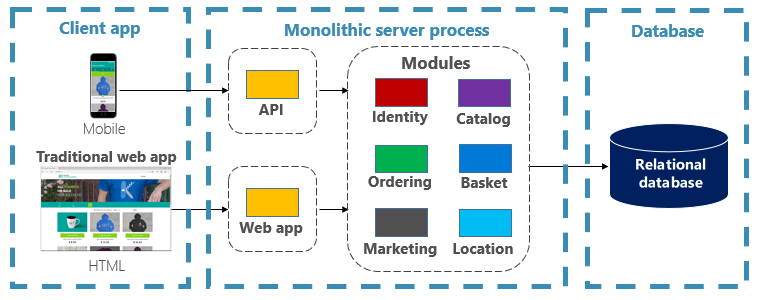 Client app
Mobile
Traditional web app
HTML
Monolithic server process
API
Web app
Modules
Identity
Catalog
Ordering
Basket
Marketing
Location
Database
Relational
database